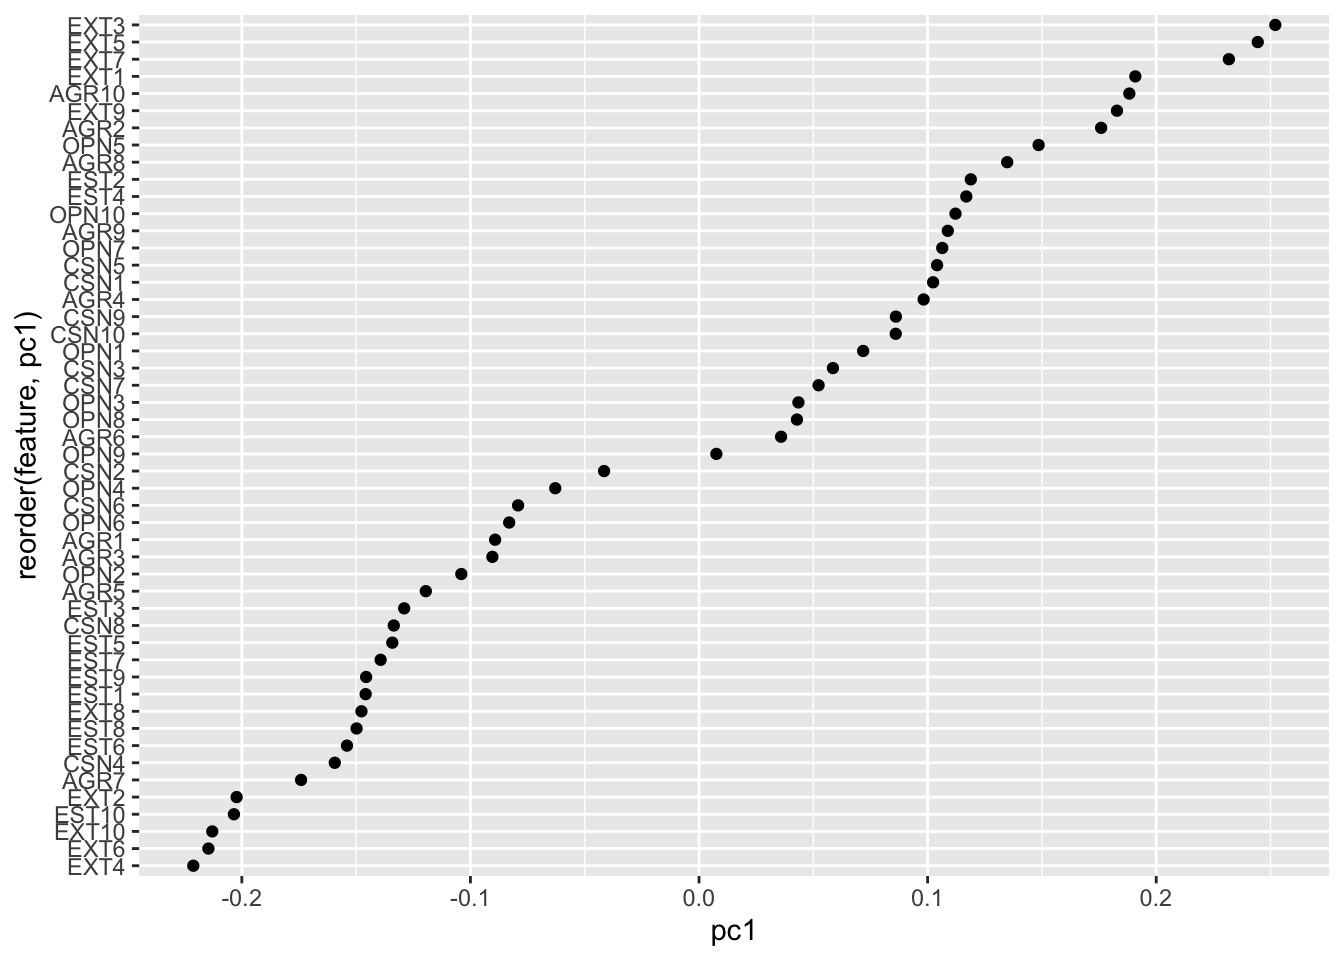 EXT3
EXT5
EXT7
EXT1
AGR10
EXT9
AGR2
OPN5
AGR8
EST2
EST4
OPN10
AGR9
OPN7
CSN5
CSN1
AGR4
CSN9
CSN10
OPN1
CSN3
CSN7
OPN3
OPN8
AGR6
OPN9
CSN2
OPN4
CSN6
OPN6
AGR1
AGR3
OPN2
AGR5
EST3
CSN8
EST5
EST7
EST9
EST1
EXT8
EST8
EST6
CSN4
AGR7
EXT2
EST10
EXT10
EXT6
EXT4
reorder(feature, pc1)
-0.2 -0.1 0.0 0.1 0.2
pc1